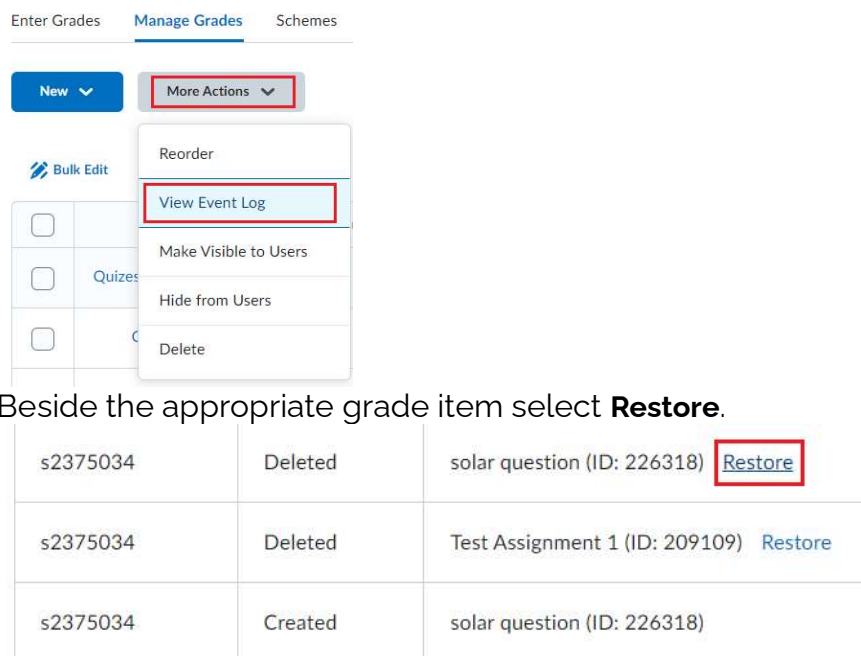 Enter Grades Manage Grades Schemes
New More Actions
Reorder
Bulk Edit
View Event Log
Make Visible to Users
Quizes
Hide from Users
Delete
Beside the appropriate grade item select Restore.
s2375034 Deleted solar question (ID: 226318) Restore
s2375034 Deleted Test Assignment 1 (ID: 209109) Restore
s2375034 Created solar question (ID: 226318)